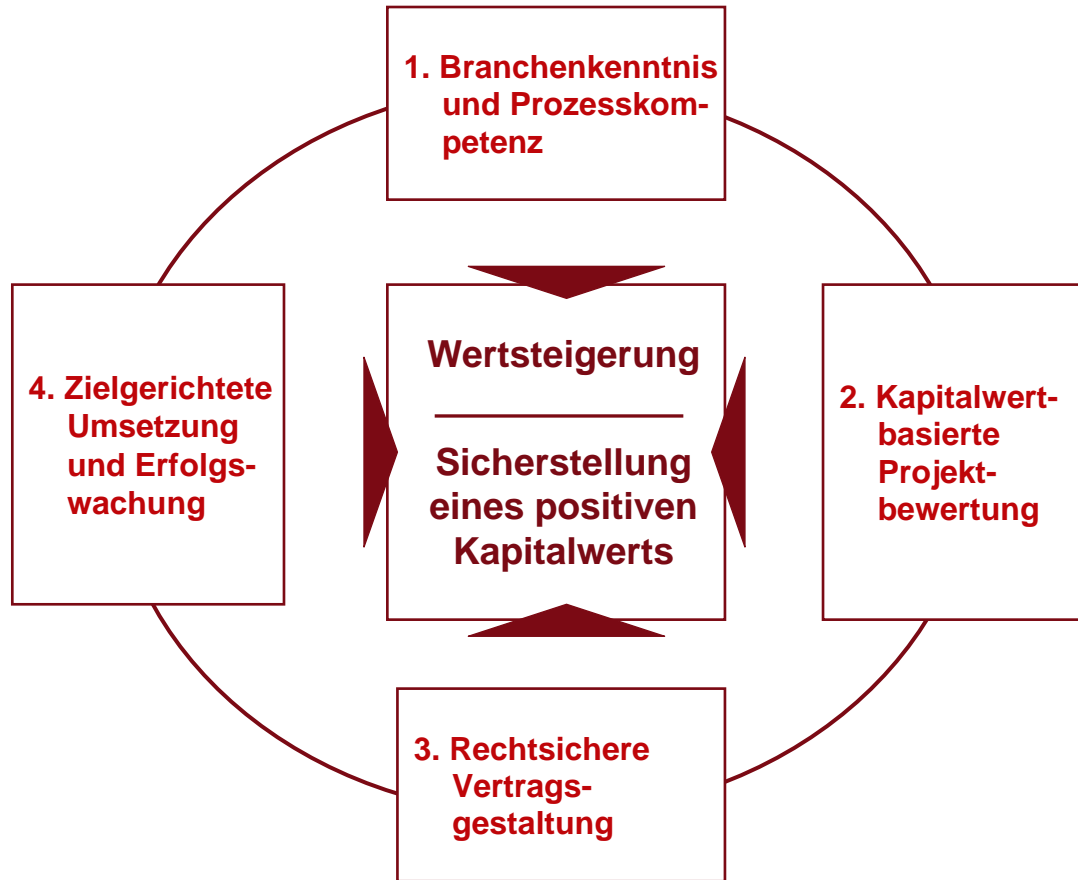 1. Branchenkenntnis
und Prozesskom-
petenz
Wertsteigerung
Sicherstellung
eines positiven
Kapitalwerts
2. Kapitalwert-
basierte
Projekt-
bewertung
3. Rechtsichere
Vertrags-
gestaltung
4. Zielgerichtete
Umsetzung
und Erfolgs-
wachung